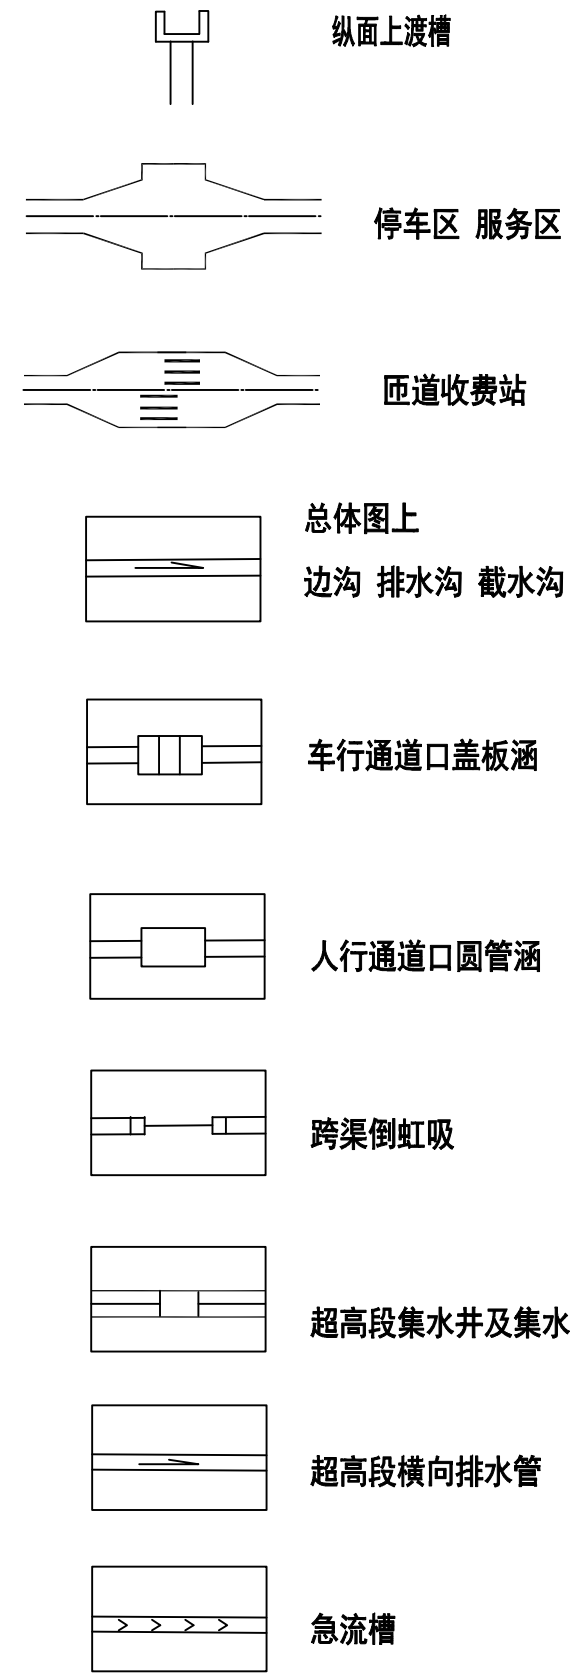 纵面上渡槽
停车区 服务区
匝道收费站
总体图上
边沟 排水沟 截水沟
车行通道口盖板涵
人行通道口圆管涵
跨渠倒虹吸
超高段集水井及集水
超高段横向排水管
急流槽